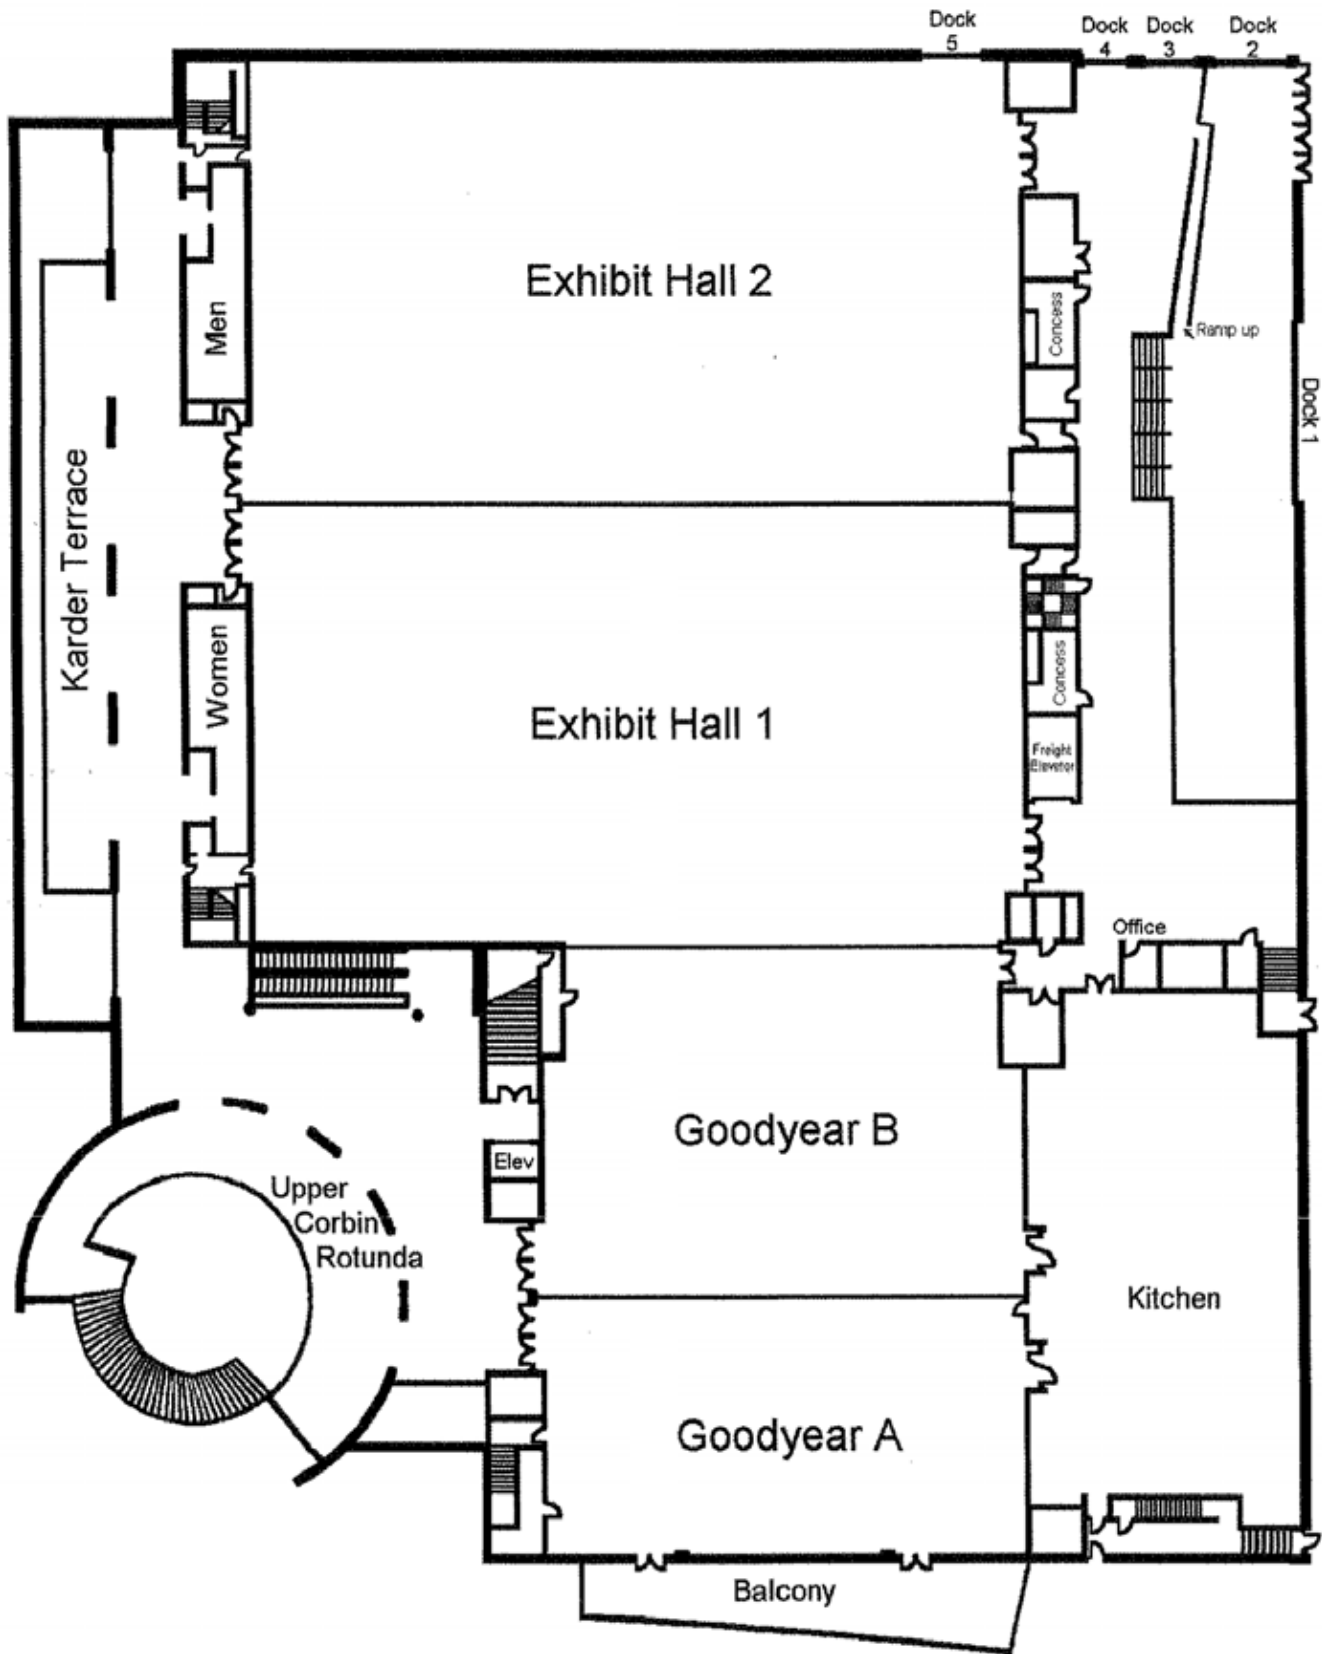 Dock
5
Dock
4
Dock
3
Dock
2
Exhibit Hall 2
Men
Concess
Ramp up
Dock 1
Karder Terrace
Women
Exhibit Hall 1
Concess
Freight
Elevator
Office
Goodyear B
Elev
Upper
Corbin
Rotunda
Kitchen
Goodyear A
Balcony